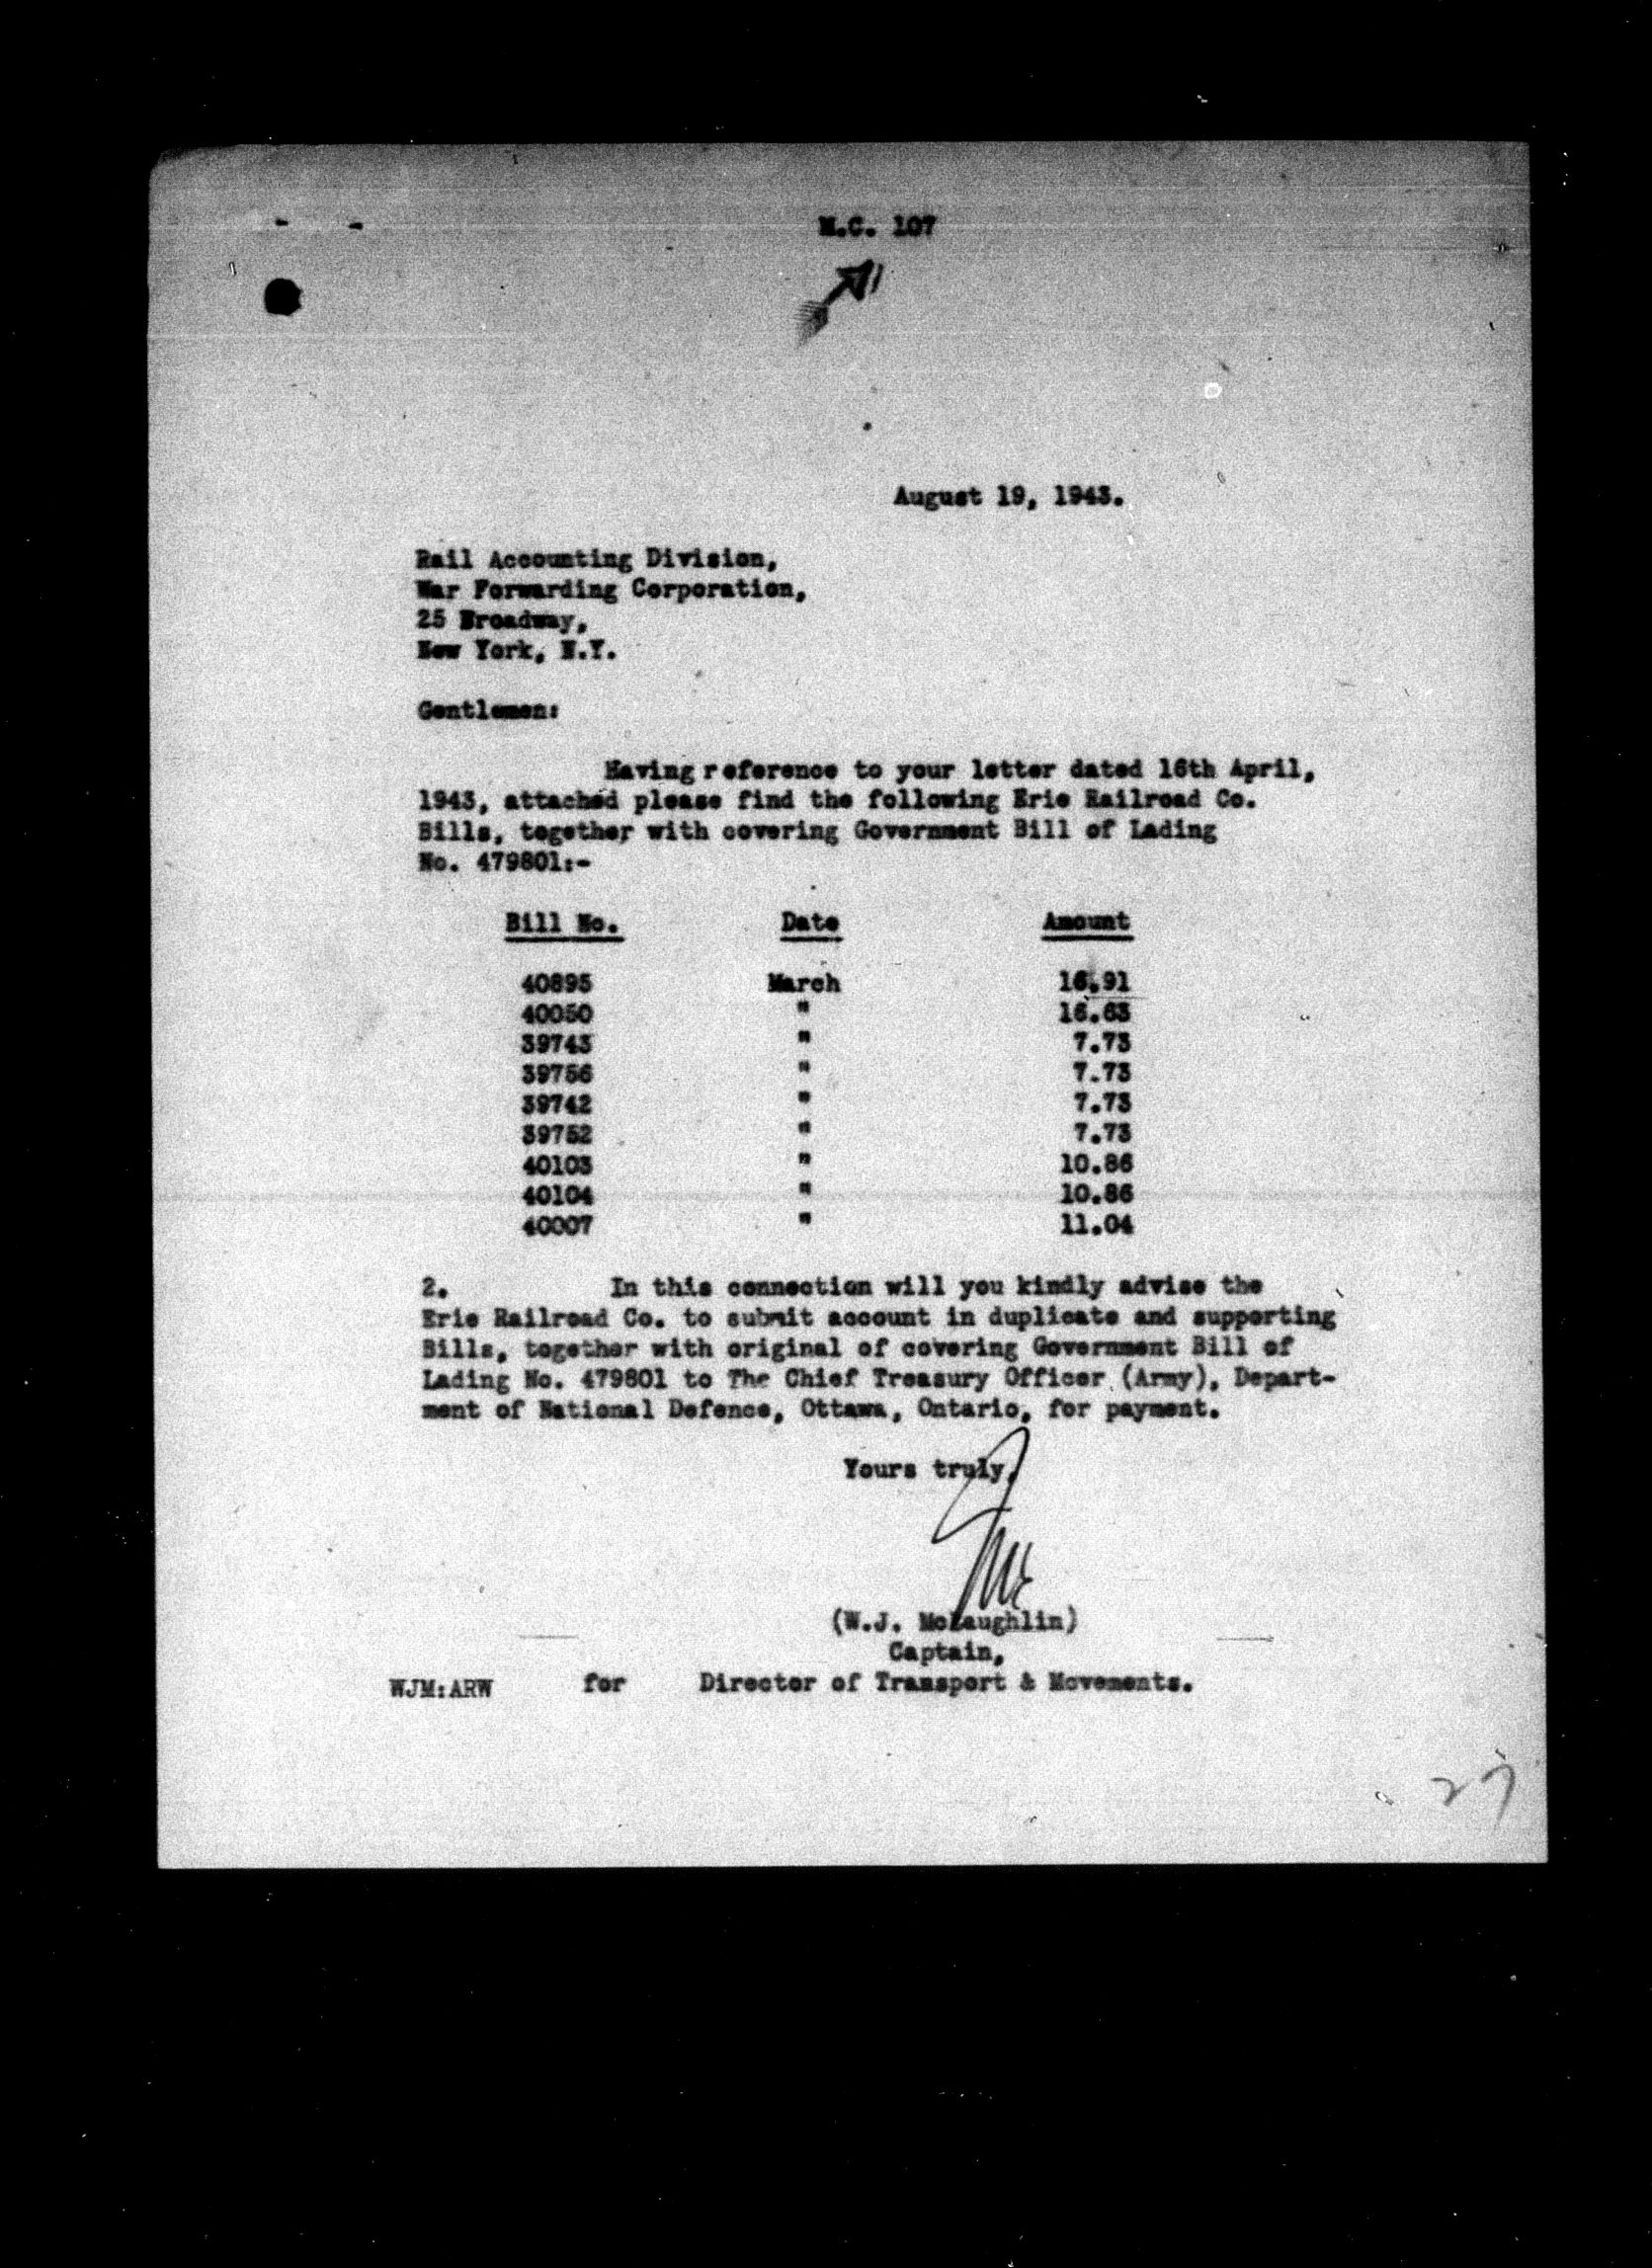 M.C. 107
August 19, 1943.
Rail Accounting Division,
War Forwarding Corporation,
25 Broadway,
New York, N.Y.
Gentlemen:
Having reference to your letter dated 16th April,
1943, attached please find the following Erie Railroad Co.
Bills, together with covering Government Bill of Lading
No. 479801:-
Bill No. Date Amount
40895 March 16.91
40050 " 16.63
39743 " 7.73
39756 " 7.73
39742 " 7.73
39752 " 7.73
40103 " 10.86
40104 " 10.86
40007 " 11.04
2. In this connection will you kindly advise the
Erie Railroad Co. to submit account in duplicate and supporting
Bills, together with original of covering Government Bill of
Lading No. 479801 to The Chief Treasury Officer (Army), Depart-
ment of National Defence, Ottawa, Ontario, for payment.
Yours truly,
(W.J. McLaughlin)
Captain,
WJM:ARW for Director of Transport & Movements.
27